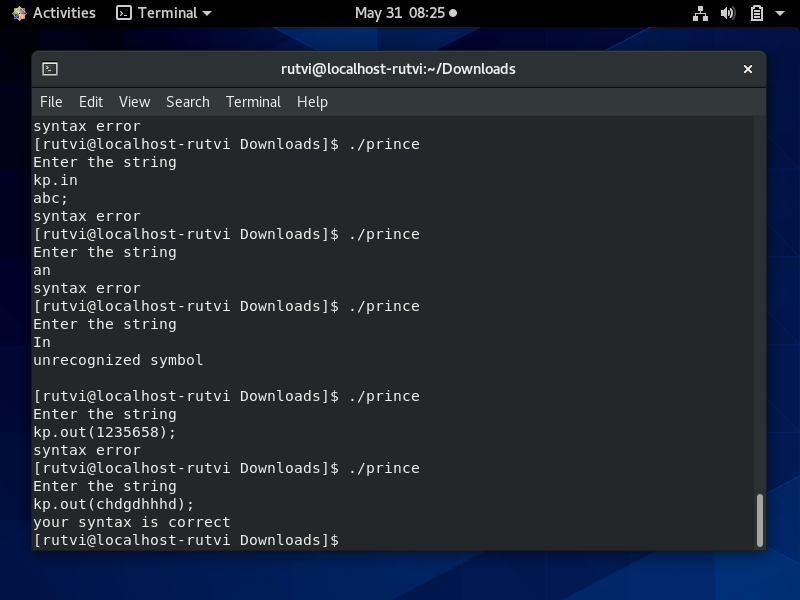 Activities Terminal May 31 08:25
rutvi@localhost-rutvi:~/Downloads
File Edit View Search Terminal Help
syntax error
[rutvi@localhost-rutvi Downloads]$ ./prince
Enter the string
kp.in
abc;
syntax error
[rutvi@localhost-rutvi Downloads]$ ./prince
Enter the string
an
syntax error
[rutvi@localhost-rutvi Downloads]$ ./prince
Enter the string
In
unrecognized symbol
[rutvi@localhost-rutvi Downloads]$ ./prince
Enter the string
kp.out(1235658);
syntax error
[rutvi@localhost-rutvi Downloads]$ ./prince
Enter the string
kp.out(chdgdhhhd);
your syntax is correct
[rutvi@localhost-rutvi Downloads]$